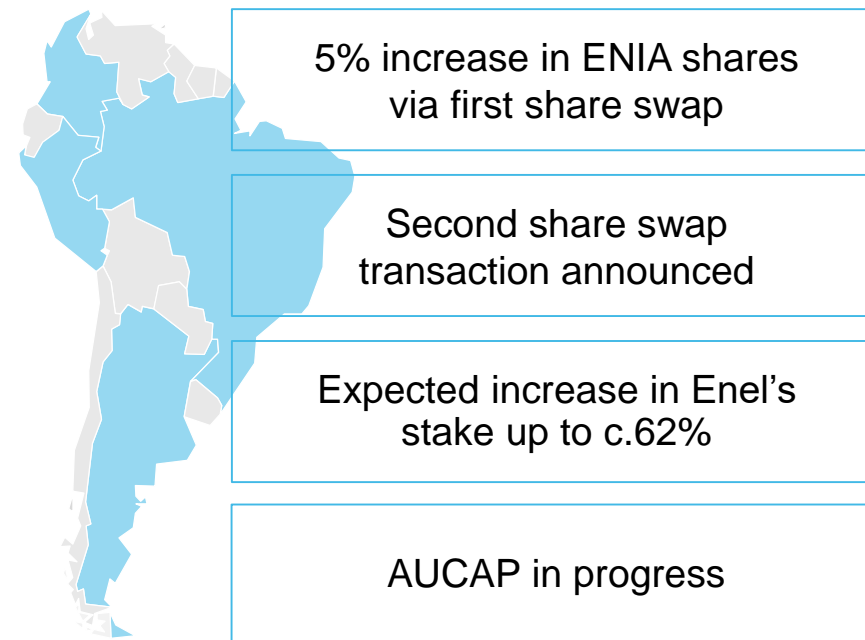 5% increase in ENIA shares
via first share swap
Second share swap
transaction announced
Expected increase in Enel’s
stake up to c.62%
AUCAP in progress